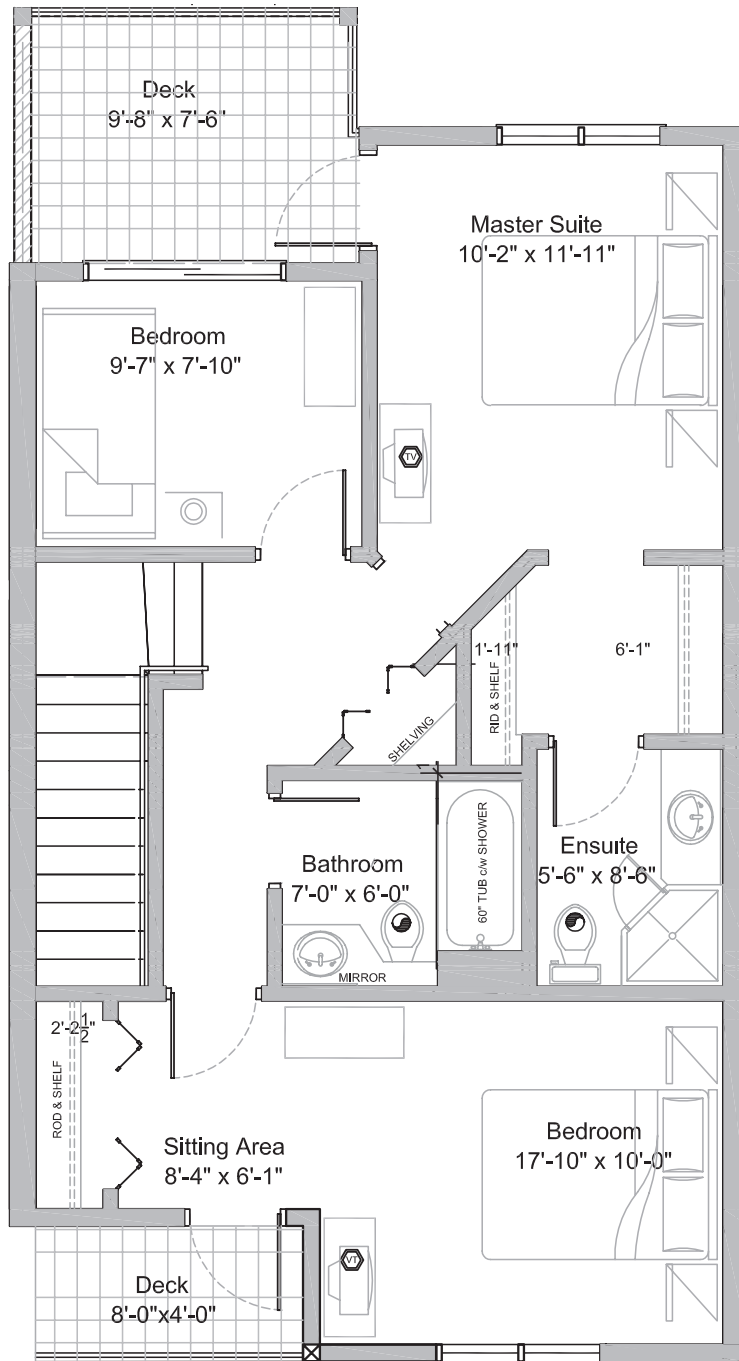 Deck
9'-8" x 7'-6"
Master Suite
10'-2" x 11'-11"
Bedroom
9'-7" x 7'-10"
TV
1'-11"
6'-1"
RID & SHELF
SHELVING
Bathroom
7'-0" x 6'-0"
60" TUB c/w SHOWER
Ensuite
5'-6" x 8'-6"
MIRROR
2'-2 1/2"
ROD & SHELF
Sitting Area
8'-4" x 6'-1"
Bedroom
17'-10" x 10'-0"
VT
Deck
8'-0"x4'-0"